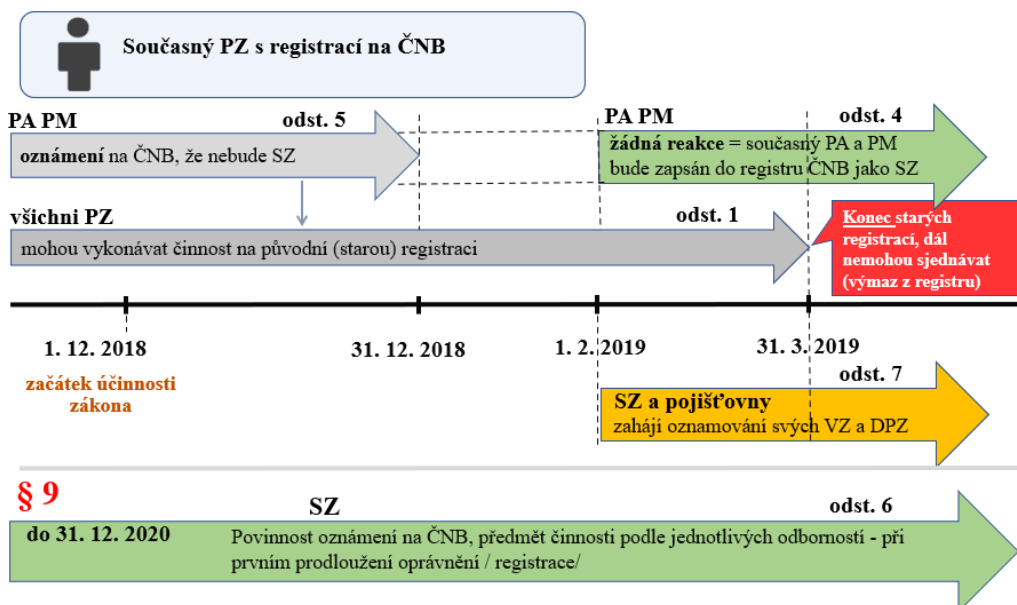 Současný PZ s registrací na ČNB
PA PM
odst. 5
oznámení na ČNB, že nebude SZ
PA PM
odst. 4
žádná reakce = současný PA a PM
bude zapsán do registru ČNB jako SZ
všichni PZ
odst. 1
mohou vykonávat činnost na původní (starou) registraci
Konec starých
registrací, dál
nemohou sjednávat
(výmaz z registru)
1. 12. 2018
31. 12. 2018
1. 2. 2019
31. 3. 2019
začátek účinnosti
zákona
odst. 7
SZ a pojišťovny
zahájí oznamování svých VZ a DPZ
§ 9
SZ
odst. 6
do 31. 12. 2020
Povinnost oznámení na ČNB, předmět činnosti podle jednotlivých odborností - při
prvním prodloužení oprávnění / registrace/